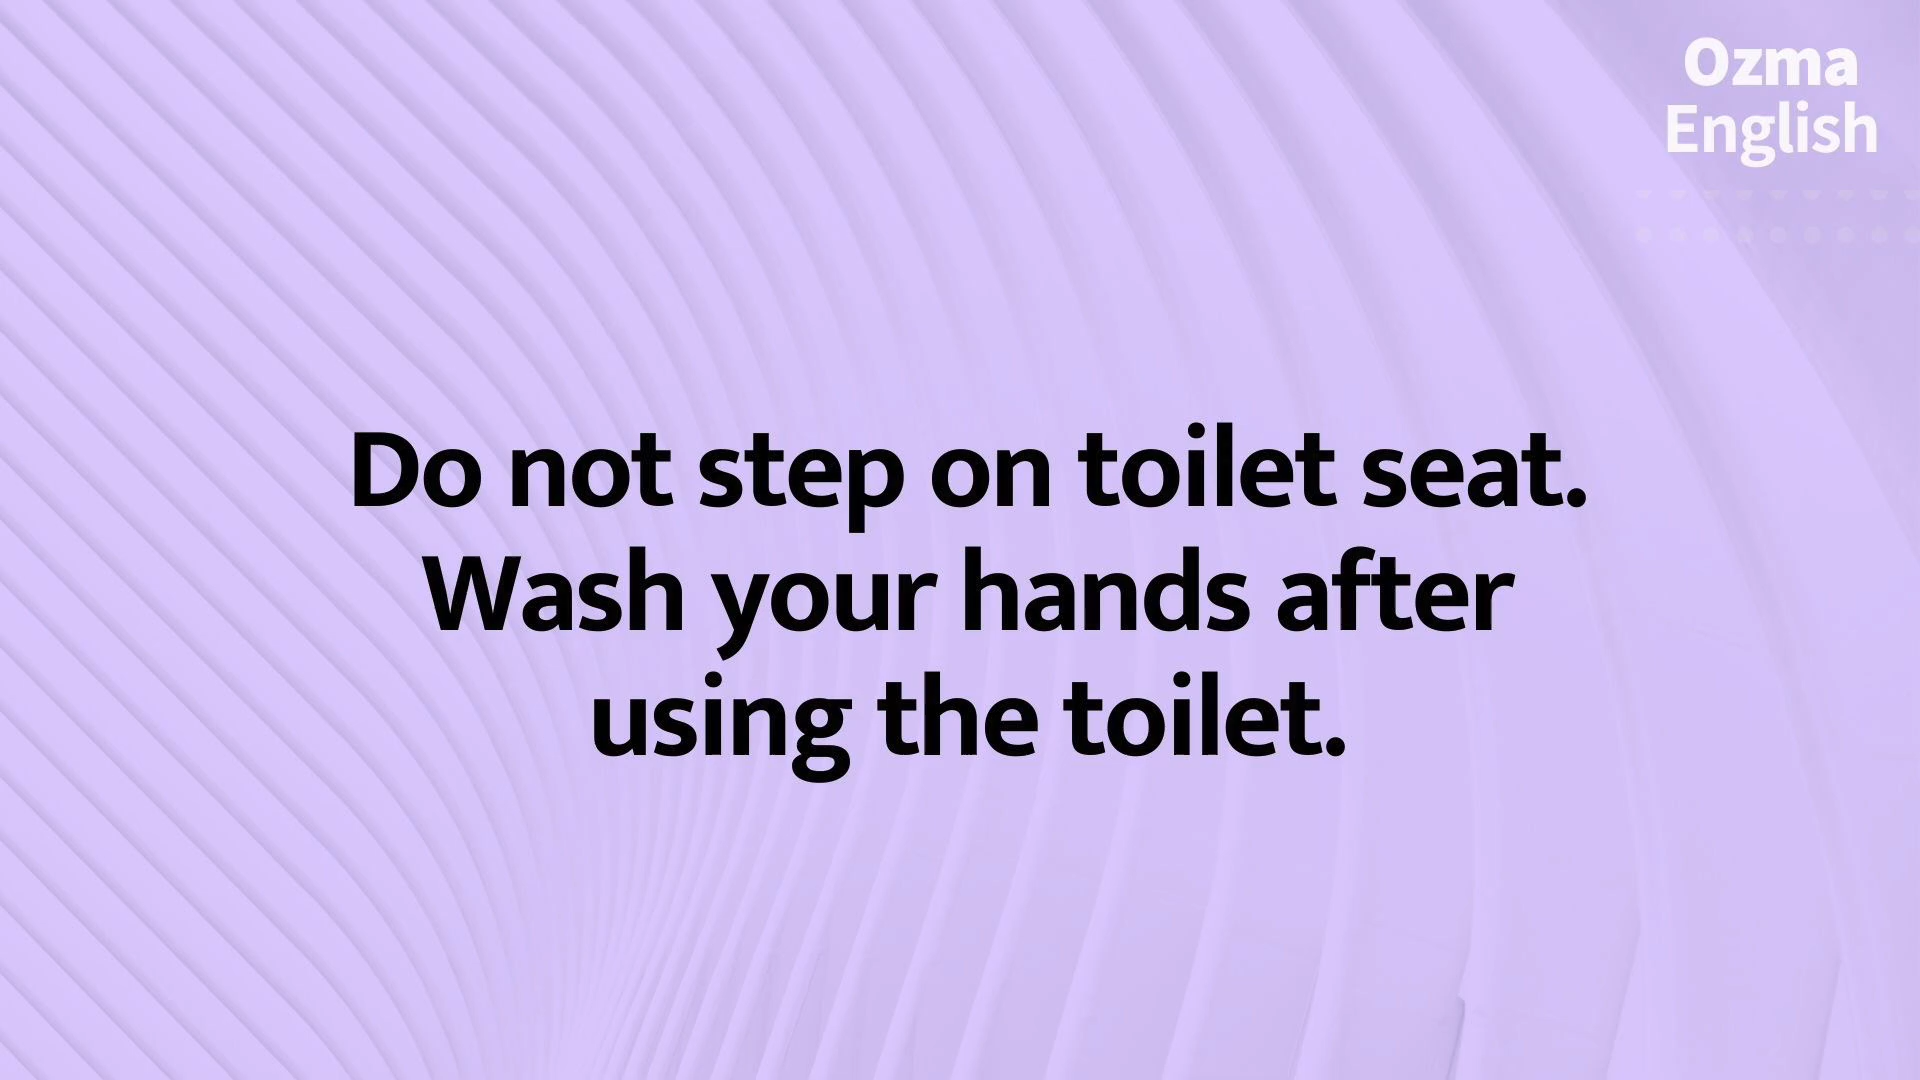 Ozma
English
Do not step on toilet seat.
Wash your hands after
using the toilet.